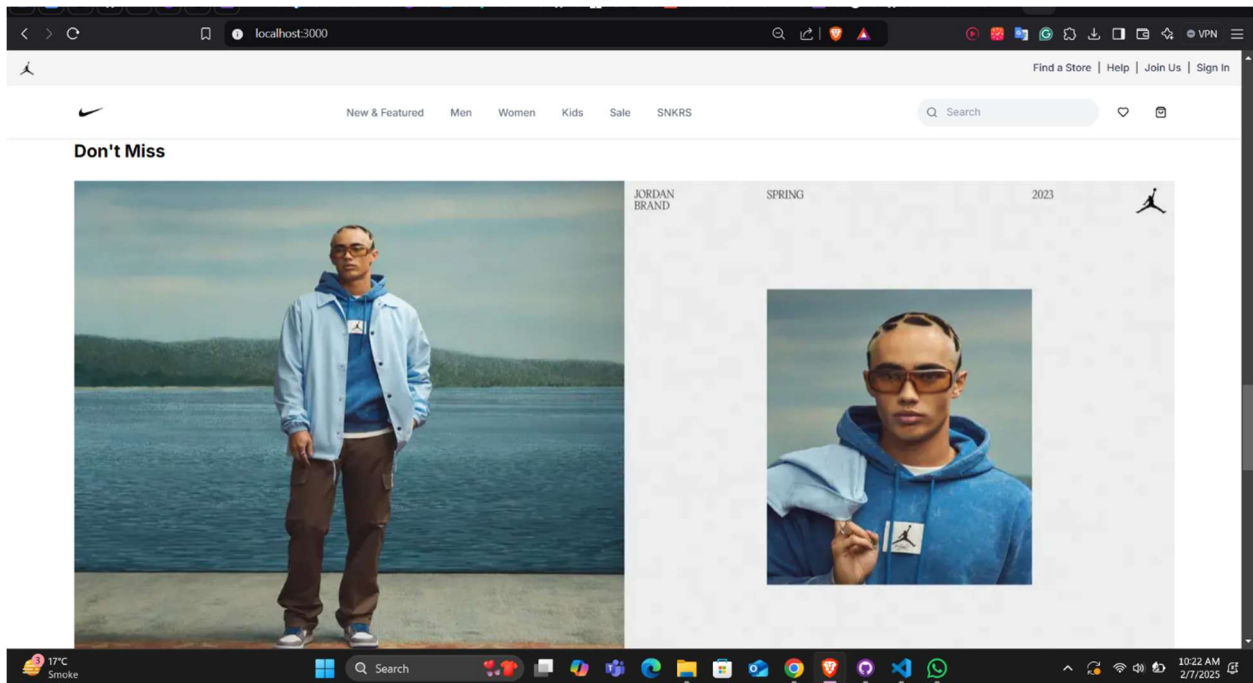 localhost:3000
VPN
Find a Store | Help | Join Us | Sign In
New & Featured Men Women Kids Sale SNKRS
Search
Don't Miss
JORDAN
BRAND
SPRING
2023
3
17°C
Smoke
Search
10:22 AM
2/7/2025